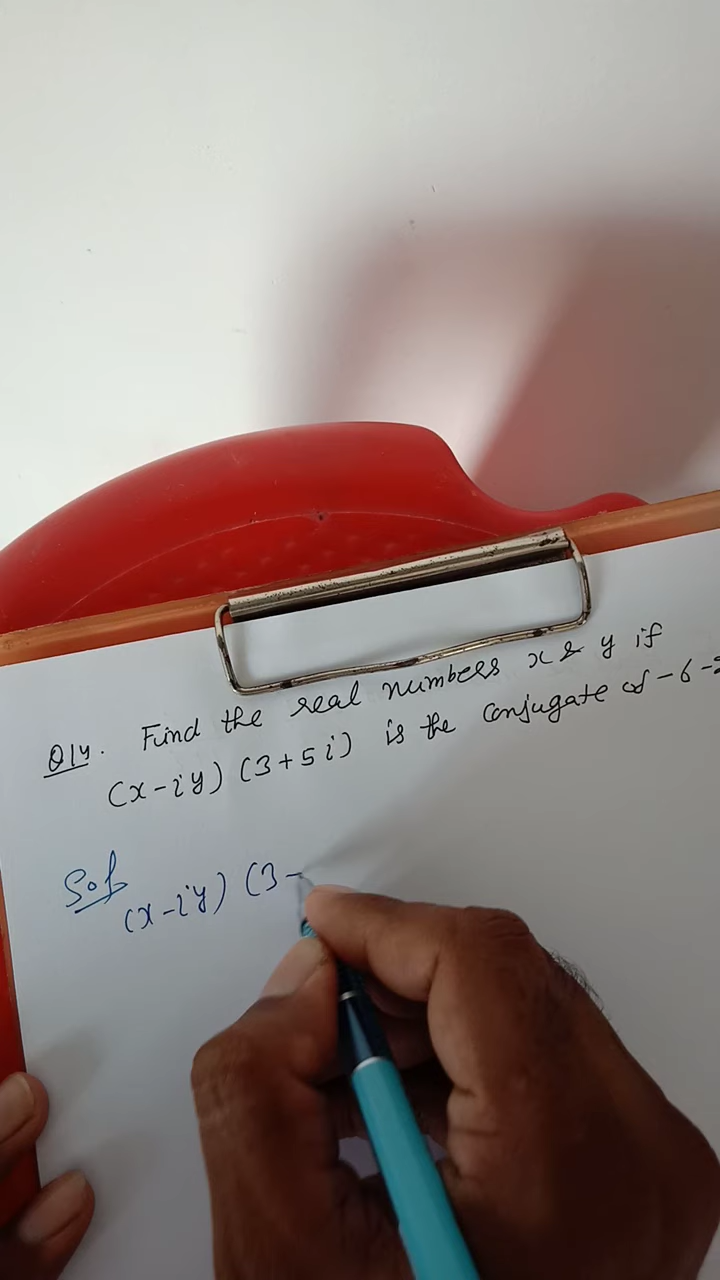 Q14. Find the real numbers x & y if
(x-iy) (3+5i) is the conjugate of -6-
Sol
(x-iy) (3-